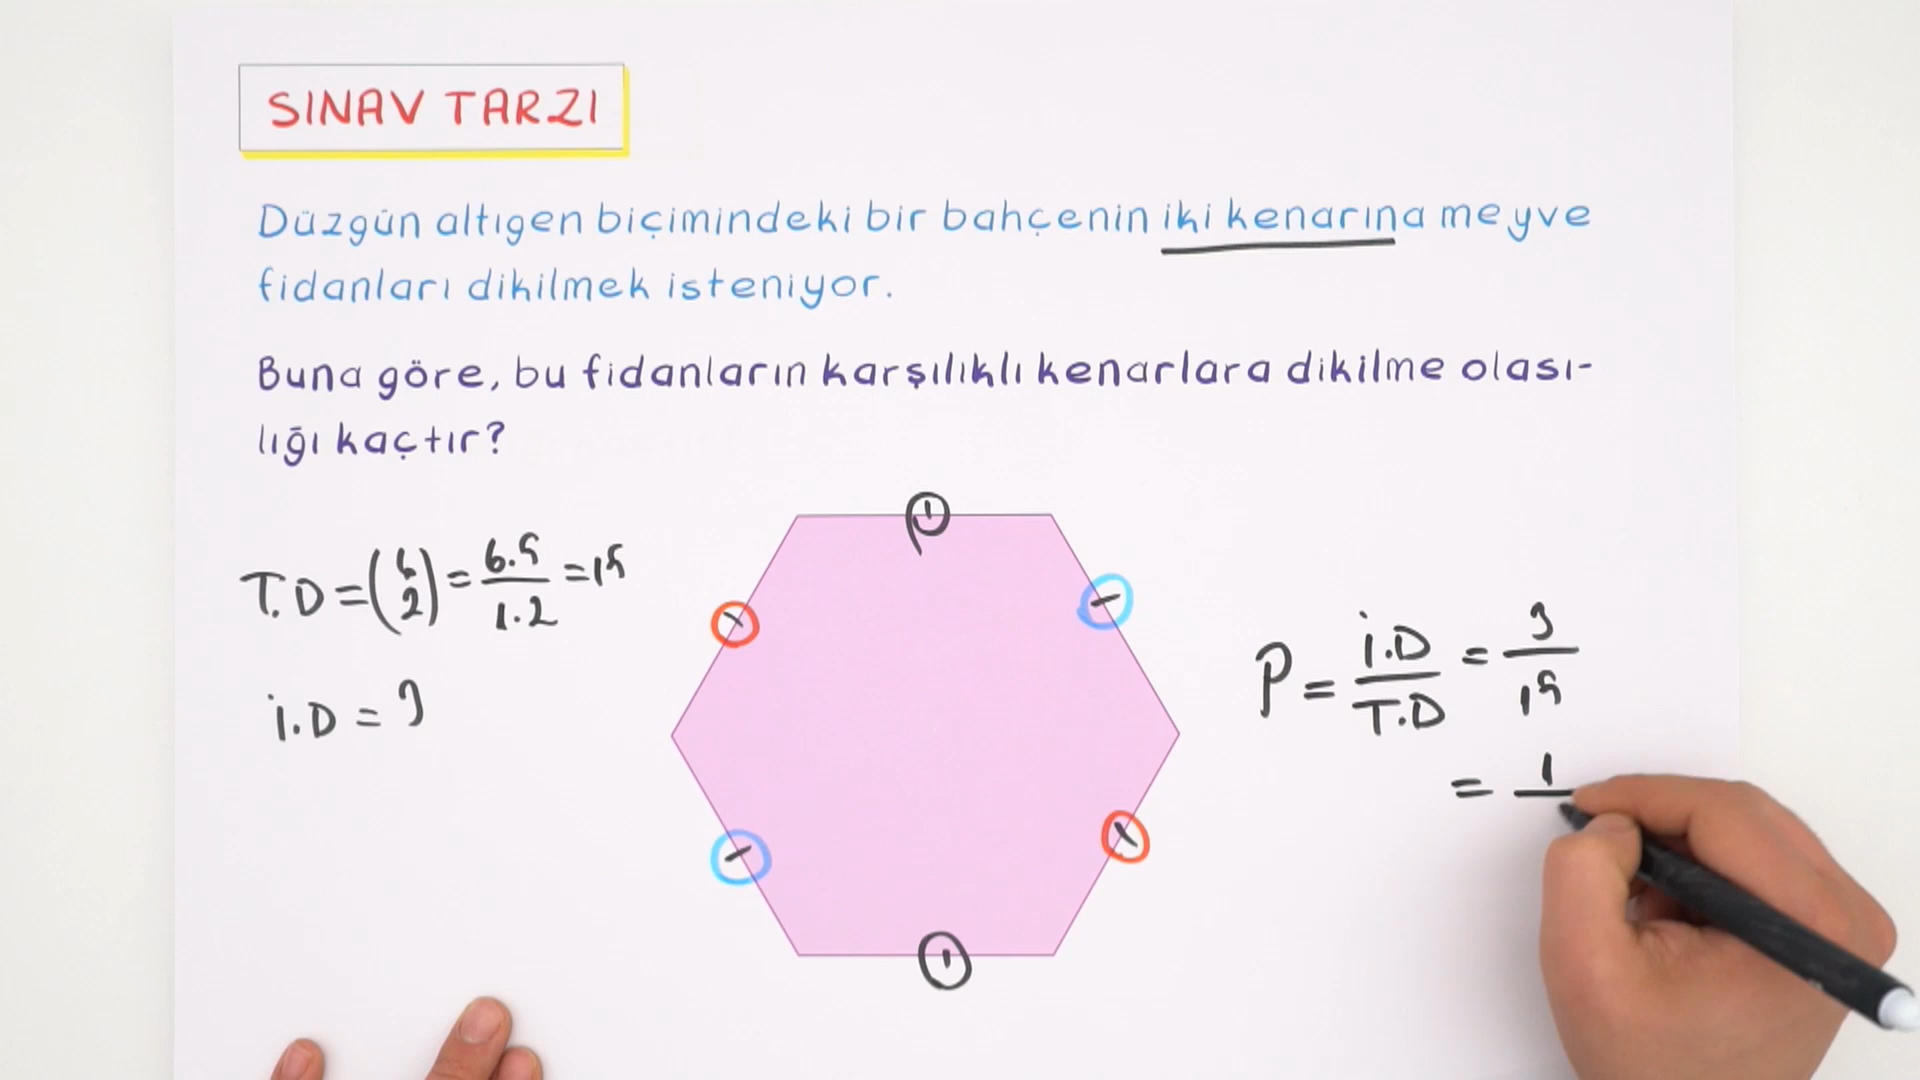 SINAV TARZI
Düzgün altıgen biçimindeki bir bahçenin iki kenarına meyve
fidanları dikilmek isteniyor.
Buna göre, bu fidanların karşılıklı kenarlara dikilme olası-
lığı kaçtır?
T.D = (6 2) = 6.5 / 1.2 = 15
i.D = 3
P = i.D / T.D = 3 / 15
= 1